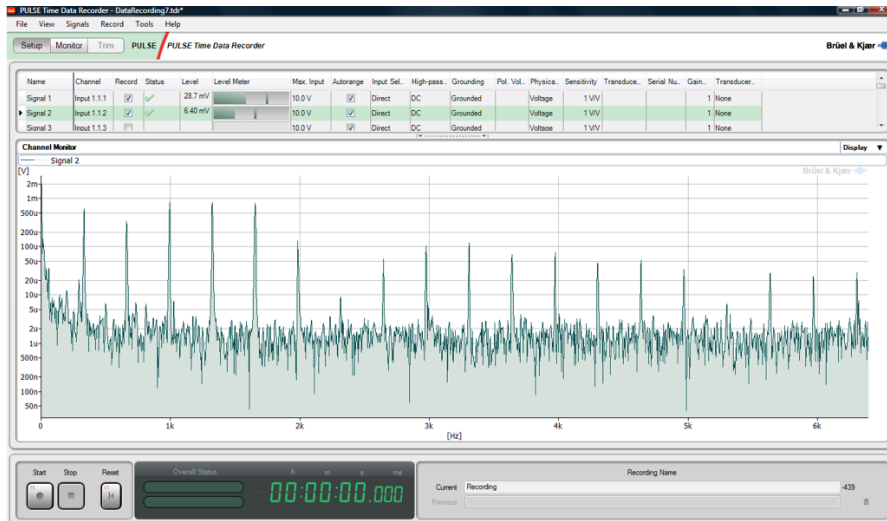 PULSE Time Data Recorder - DataRecording7.tdr*
File View Signals Record Tools Help
Setup Monitor Trim PULSE PULSE Time Data Recorder Brüel & Kjær
Name Channel Record Status Level Level Meter Max. Input Autorange Input Sel.. High-pass.. Grounding Pol. Vol.. Physica.. Sensitivity Transduce.. Serial Nu.. Gain.. Transducer..
Signal 1 Input 1.1.1 28.7 mV 10.0 V Direct DC Grounded Voltage 1 V/V 1 None
Signal 2 Input 1.1.2 6.40 mV 10.0 V Direct DC Grounded Voltage 1 V/V 1 None
Signal 3 Input 1.1.3 10.0 V Direct DC Grounded Voltage 1 V/V 1 None
Channel Monitor Display
Signal 2
[V] Brüel & Kjær
2m
1m
500u
200u
100u
50u
20u
10u
5u
2u
1u
500n
200n
100n
50n
0 1k 2k 3k 4k 5k 6k
[Hz]
Start Stop Reset Overall Status h m s ms Recording Name
00:00:00.000
Current Recording -439
Previous